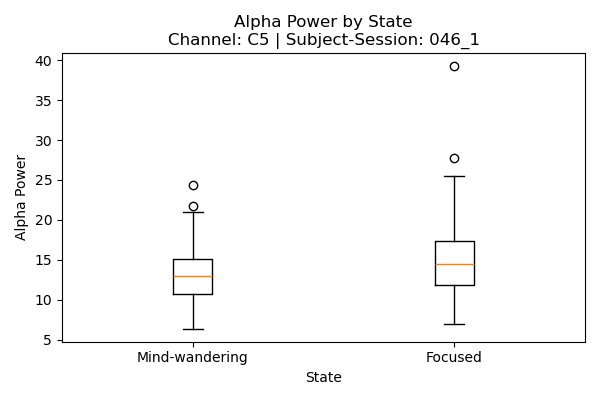 Alpha Power by State
Channel: C5 | Subject-Session: 046_1
40
35
30
25
20
15
10
5
Alpha Power
Mind-wandering
Focused
State